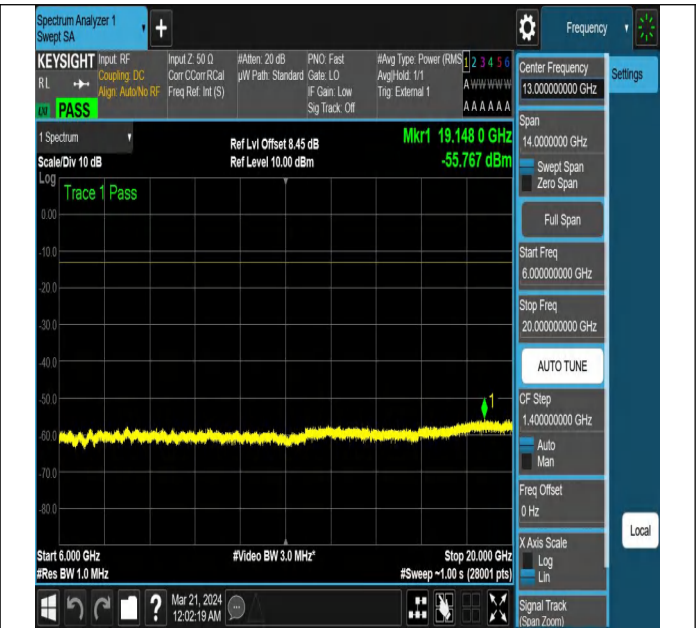 Spectrum Analyzer 1
Swept SA
+
Frequency
KEYSIGHT
RL
PASS
Input: RF
Coupling: DC
Align: Auto/No RF
Input Z: 50 Ω
Corr CCorr RCal
Freq Ref: Int (S)
#Atten: 20 dB
µW Path: Standard
PNO: Fast
Gate: LO
IF Gain: Low
Sig Track: Off
#Avg Type: Power (RMS
Avg|Hold: 1/1
Trig: External 1
1 2 3 4 5 6
A W W W W W
A A A A A A
Center Frequency
13.000000000 GHz
Settings
Span
14.0000000 GHz
Swept Span
Zero Span
Full Span
Start Freq
6.000000000 GHz
Stop Freq
20.000000000 GHz
AUTO TUNE
CF Step
1.400000000 GHz
Auto
Man
Freq Offset
0 Hz
X Axis Scale
Log
Lin
Signal Track
(Span Zoom)
Local
1 Spectrum
Scale/Div 10 dB
Ref Lvl Offset 8.45 dB
Ref Level 10.00 dBm
Mkr1 19.148 0 GHz
-55.767 dBm
Log
Trace 1 Pass
0.00
-10.0
-20.0
-30.0
-40.0
-50.0
1
-60.0
-70.0
-80.0
Start 6.000 GHz
#Video BW 3.0 MHz*
Stop 20.000 GHz
#Res BW 1.0 MHz
#Sweep ~1.00 s (28001 pts)
?
Mar 21, 2024
12:02:19 AM